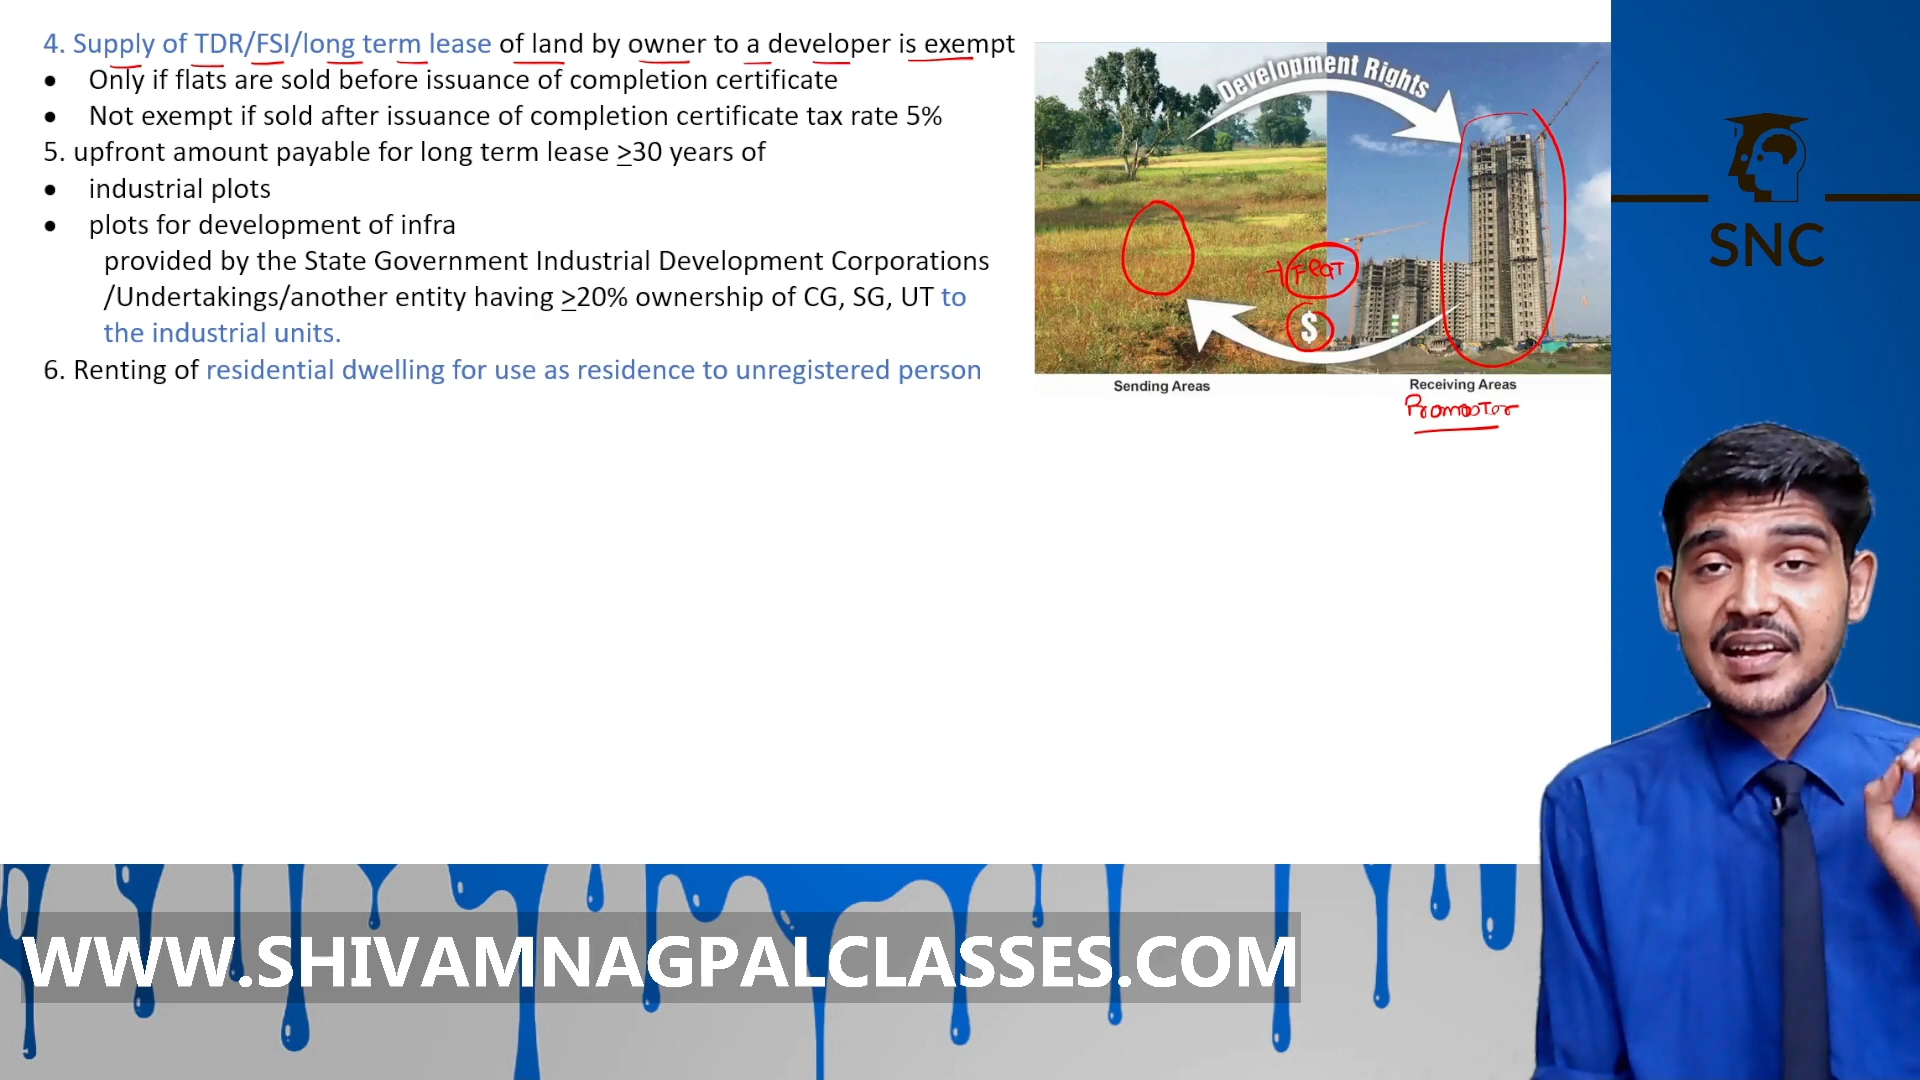 4. Supply of TDR/FSI/long term lease of land by owner to a developer is exempt
• Only if flats are sold before issuance of completion certificate
• Not exempt if sold after issuance of completion certificate tax rate 5%
5. upfront amount payable for long term lease ≥30 years of
• industrial plots
• plots for development of infra
provided by the State Government Industrial Development Corporations
/Undertakings/another entity having ≥20% ownership of CG, SG, UT to
the industrial units.
6. Renting of residential dwelling for use as residence to unregistered person
Development Rights
Flat
$
Sending Areas
Receiving Areas
Promotor
SNC
WWW.SHIVAMNAGPALCLASSES.COM